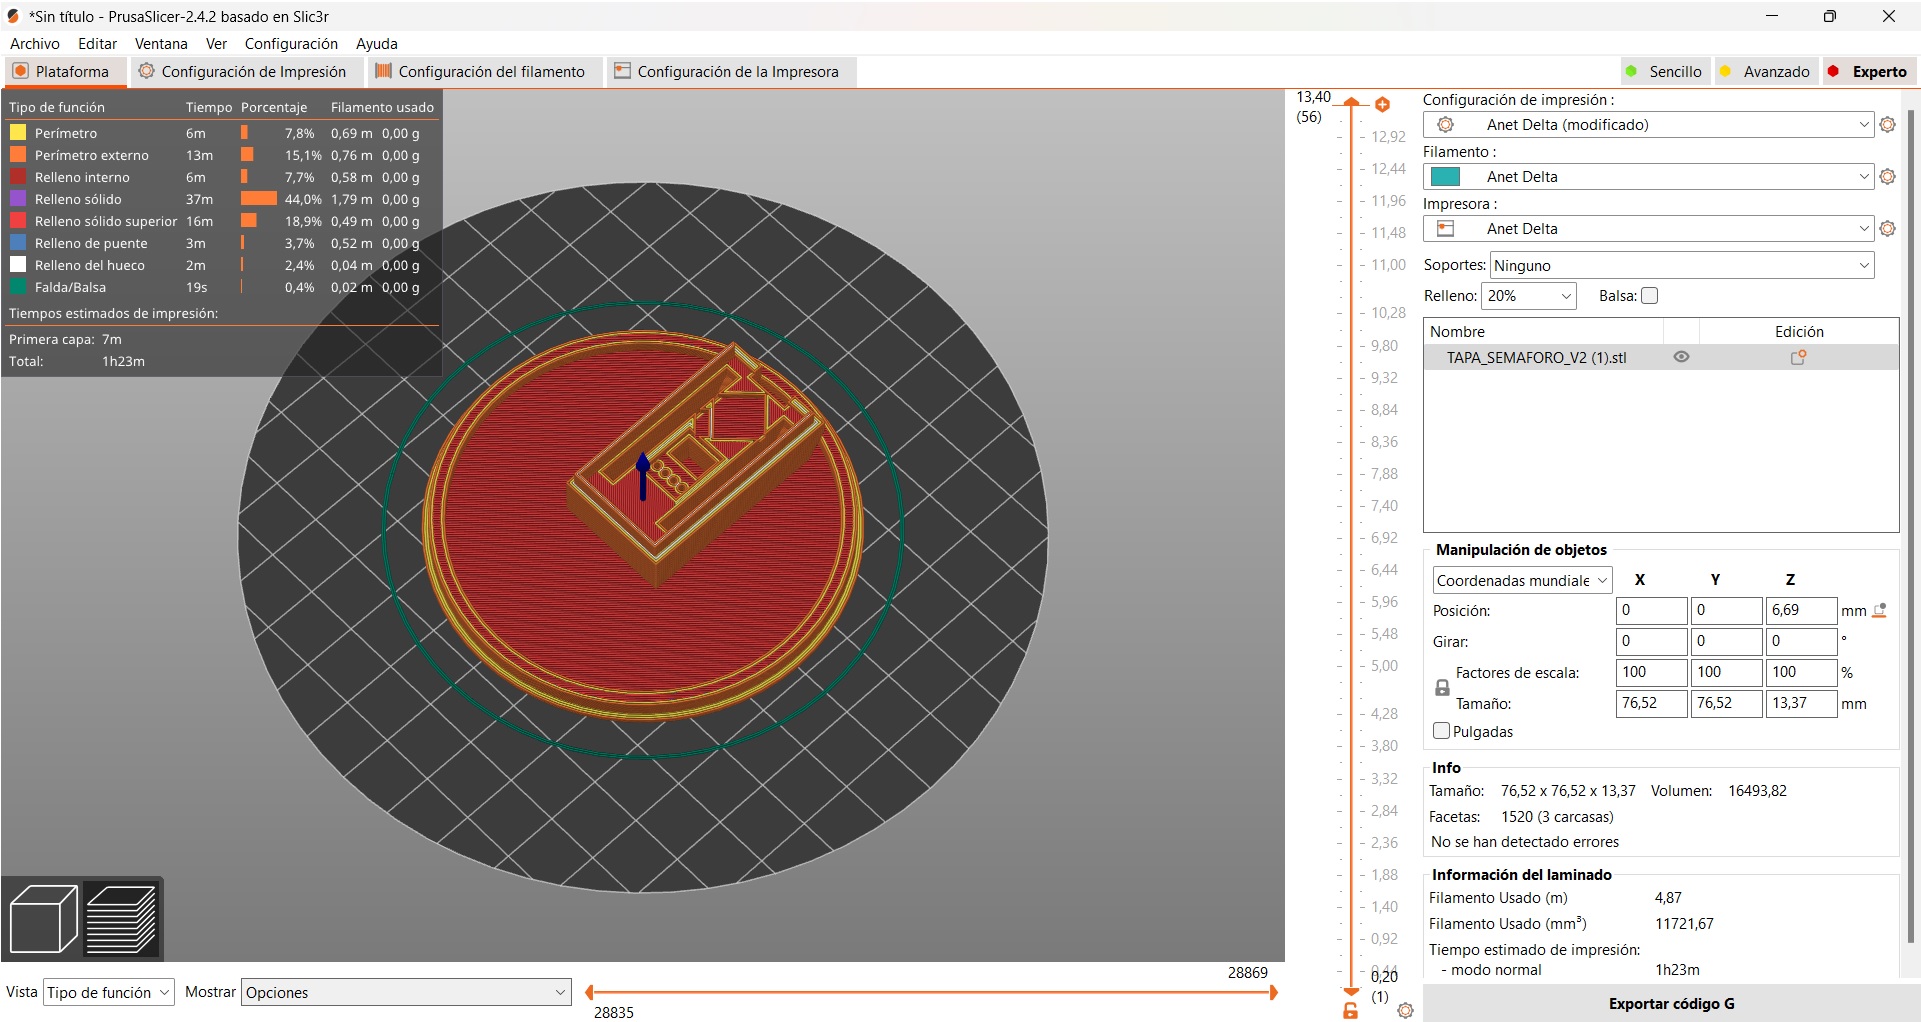 *Sin título - PrusaSlicer-2.4.2 basado en Slic3r
Archivo Editar Ventana Ver Configuración Ayuda
Plataforma Configuración de Impresión Configuración del filamento Configuración de la Impresora Sencillo Avanzado Experto
Tipo de función Tiempo Porcentaje Filamento usado
Perímetro 6m 7,8% 0,69 m 0,00 g
Perímetro externo 13m 15,1% 0,76 m 0,00 g
Relleno interno 6m 7,7% 0,58 m 0,00 g
Relleno sólido 37m 44,0% 1,79 m 0,00 g
Relleno sólido superior 16m 18,9% 0,49 m 0,00 g
Relleno de puente 3m 3,7% 0,52 m 0,00 g
Relleno del hueco 2m 2,4% 0,04 m 0,00 g
Falda/Balsa 19s 0,4% 0,02 m 0,00 g
Tiempos estimados de impresión:
Primera capa: 7m
Total: 1h23m
13,40
(56)
12,92
12,44
11,96
11,48
11,00
10,28
9,80
9,32
8,84
8,36
7,88
7,40
6,92
6,44
5,96
5,48
5,00
4,28
3,80
3,32
2,84
2,36
1,88
1,40
0,92
0,44
0,20
(1)
Configuración de impresión :
Anet Delta (modificado)
Filamento :
Anet Delta
Impresora :
Anet Delta
Soportes: Ninguno
Relleno: 20% Balsa:
Nombre Edición
TAPA_SEMAFORO_V2 (1).stl
Manipulación de objetos
Coordenadas mundiale X Y Z
Posición: 0 0 6,69 mm
Girar: 0 0 0 °
Factores de escala: 100 100 100 %
Tamaño: 76,52 76,52 13,37 mm
Pulgadas
Info
Tamaño: 76,52 x 76,52 x 13,37 Volumen: 16493,82
Facetas: 1520 (3 carcasas)
No se han detectado errores
Información del laminado
Filamento Usado (m) 4,87
Filamento Usado (mm³) 11721,67
Tiempo estimado de impresión:
- modo normal 1h23m
Exportar código G
Vista Tipo de función Mostrar Opciones
28869
28835